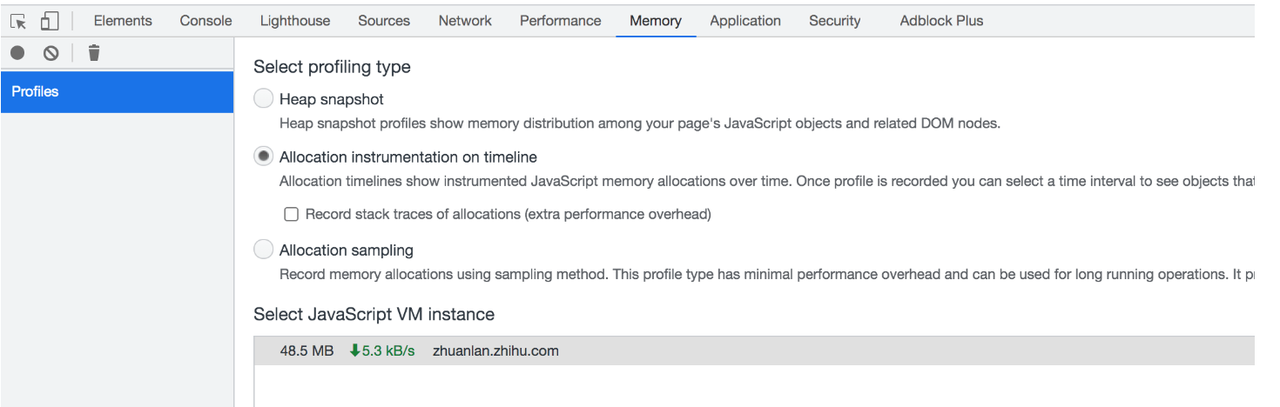 Elements Console Lighthouse Sources Network Performance Memory Application Security Adblock Plus
Profiles
Select profiling type
Heap snapshot
Heap snapshot profiles show memory distribution among your page's JavaScript objects and related DOM nodes.
Allocation instrumentation on timeline
Allocation timelines show instrumented JavaScript memory allocations over time. Once profile is recorded you can select a time interval to see objects that
Record stack traces of allocations (extra performance overhead)
Allocation sampling
Record memory allocations using sampling method. This profile type has minimal performance overhead and can be used for long running operations. It
Select JavaScript VM instance
48.5 MB 5.3 kB/s zhuanlan.zhihu.com